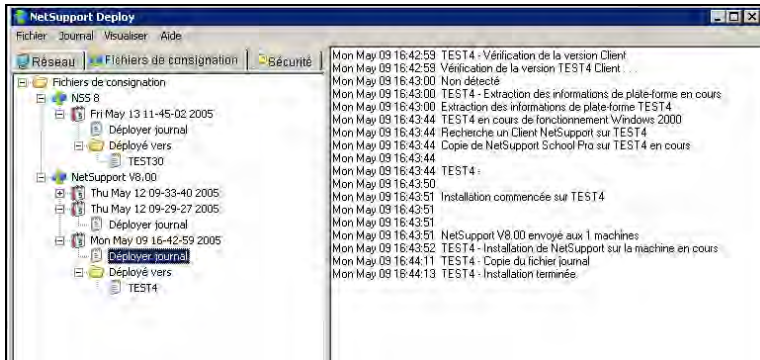 NetSupport Deploy
Fichier Journal Visualiser Aide
Réseau Fichiers de consignation Sécurité
Fichiers de consignation
NSS 8
Fri May 13 11-45-02 2005
Déployer journal
Déployé vers
TEST30
NetSupport V8.00
Thu May 12 09-33-40 2005
Thu May 12 09-29-27 2005
Déployer journal
Mon May 09 16-42-59 2005
Déployer journal
Déployé vers
TEST4
Mon May 09 16:42:59 TEST4 - Vérification de la version Client
Mon May 09 16:42:59 Vérification de la version TEST4 Client . . .
Mon May 09 16:43:00 Non détecté
Mon May 09 16:43:00 TEST4 - Extraction des informations de plate-forme en cours
Mon May 09 16:43:00 Extraction des informations de plate-forme TEST4
Mon May 09 16:43:44 TEST4 en cours de fonctionnement Windows 2000
Mon May 09 16:43:44 Recherche un Client NetSupport sur TEST4
Mon May 09 16:43:44 Copie de NetSupport School Pro sur TEST4 en cours
Mon May 09 16:43:44
Mon May 09 16:43:44 TEST4 :
Mon May 09 16:43:50
Mon May 09 16:43:51 Installation commencée sur TEST4
Mon May 09 16:43:51
Mon May 09 16:43:51
Mon May 09 16:43:51 NetSupport V8.00 envoyé aux 1 machines
Mon May 09 16:43:52 TEST4 - Installation de NetSupport sur la machine en cours
Mon May 09 16:44:11 TEST4 - Copie du fichier journal
Mon May 09 16:44:13 TEST4 - Installation terminée.